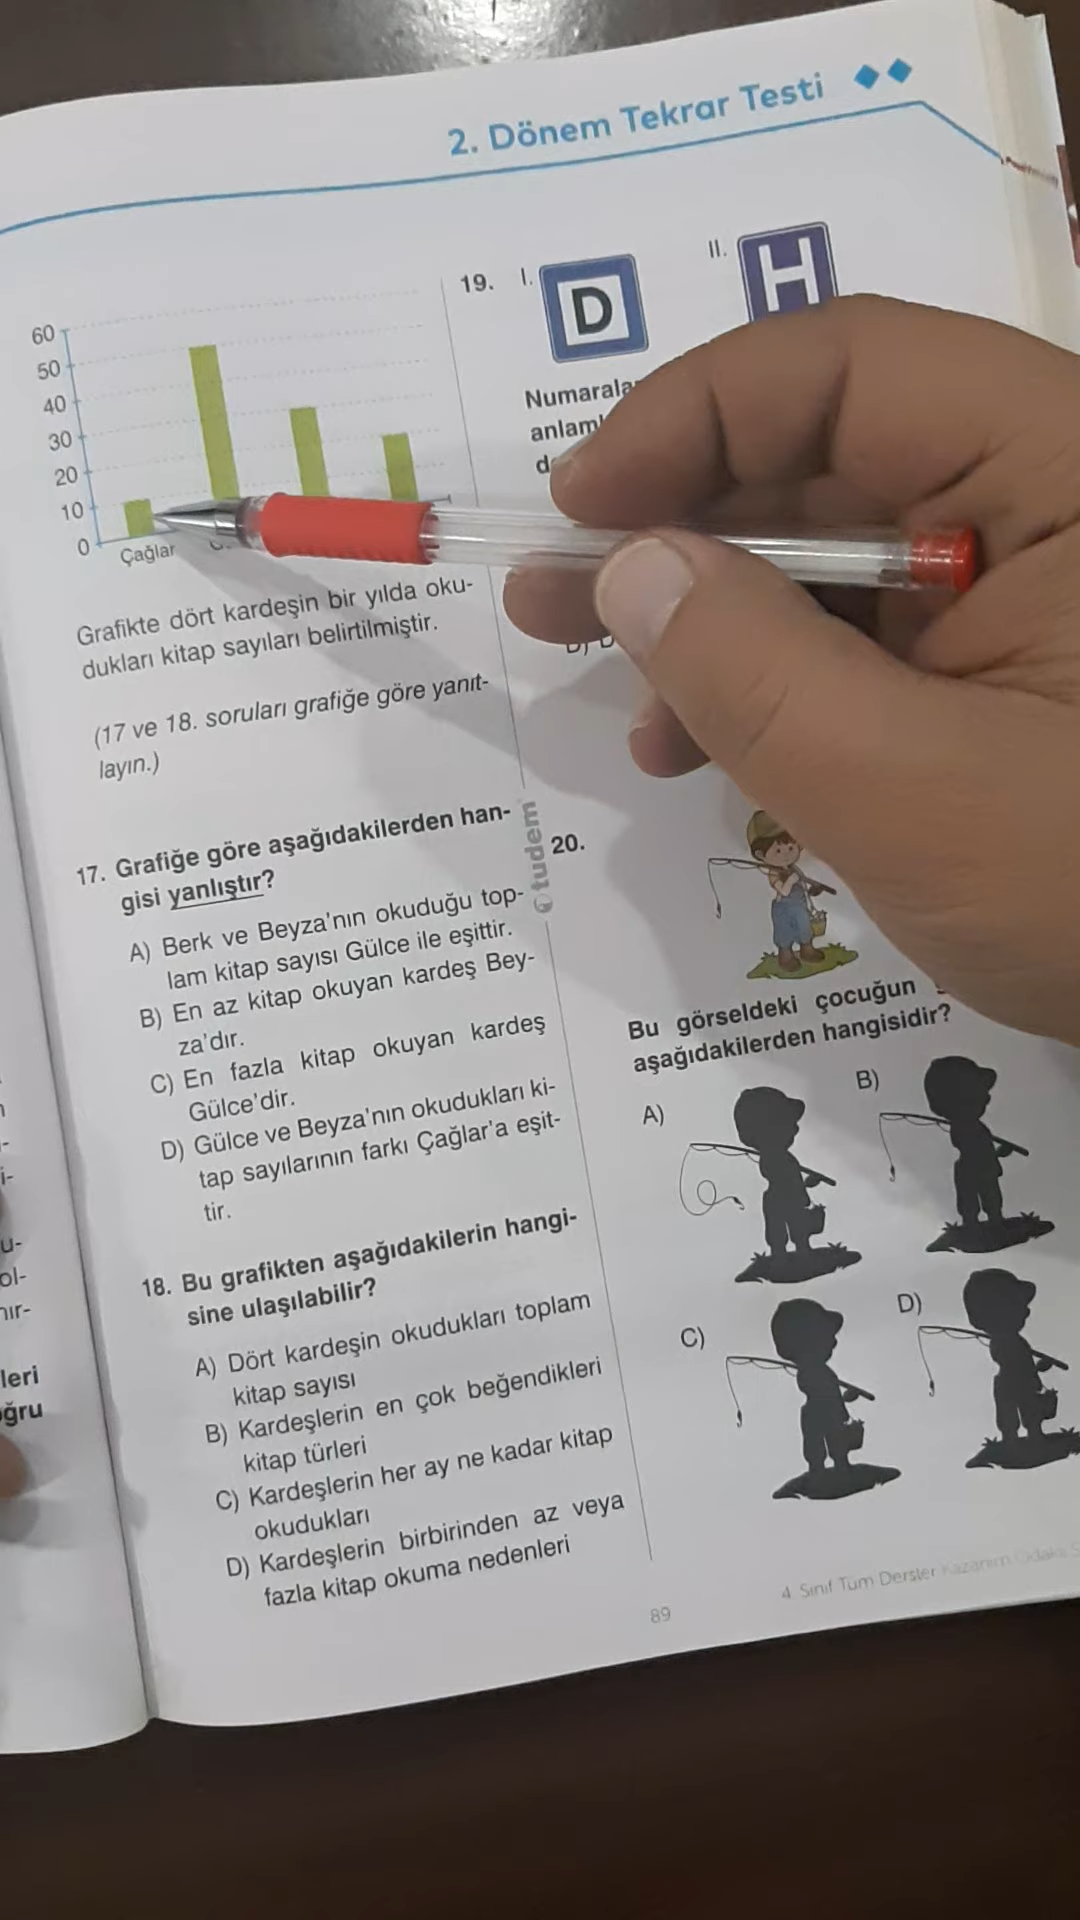 2. Dönem Tekrar Testi
60
50
40
30
20
10
0
Çağlar
Grafikte dört kardeşin bir yılda oku-
dukları kitap sayıları belirtilmiştir.
(17 ve 18. soruları grafiğe göre yanıt-
layın.)
17. Grafiğe göre aşağıdakilerden han-
gisi yanlıştır?
A) Berk ve Beyza'nın okuduğu top-
lam kitap sayısı Gülce ile eşittir.
B) En az kitap okuyan kardeş Bey-
za'dır.
C) En fazla kitap okuyan kardeş
Gülce'dir.
D) Gülce ve Beyza'nın okudukları ki-
tap sayılarının farkı Çağlar'a eşit-
tir.
18. Bu grafikten aşağıdakilerin hangi-
sine ulaşılabilir?
A) Dört kardeşin okudukları toplam
kitap sayısı
B) Kardeşlerin en çok beğendikleri
kitap türleri
C) Kardeşlerin her ay ne kadar kitap
okudukları
D) Kardeşlerin birbirinden az veya
fazla kitap okuma nedenleri
tudem
19. I.
D
II.
H
20.
Bu görseldeki çocuğun
aşağıdakilerden hangisidir?
A)
B)
C)
D)
89
4. Sınıf Tüm Dersler Kazanım Odaklı
leri
ğru